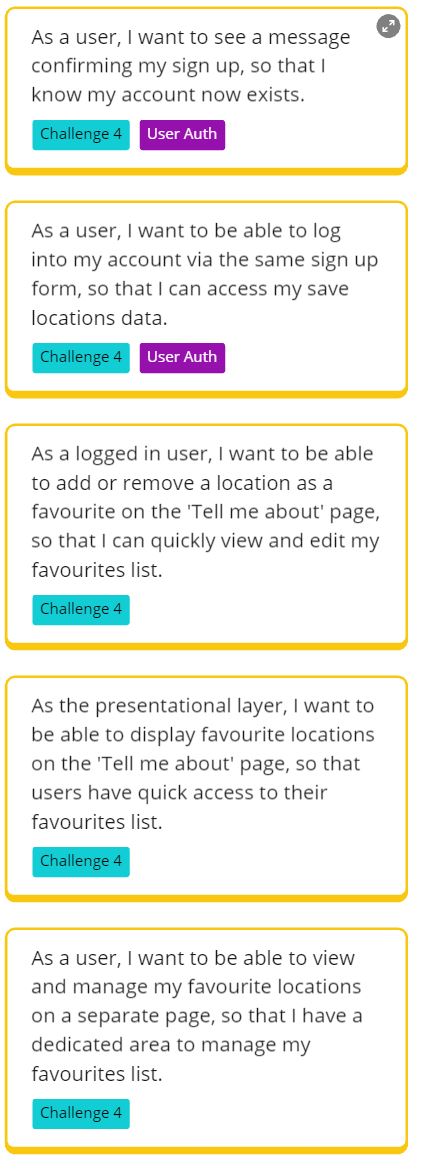 As a user, I want to see a message
confirming my sign up, so that I
know my account now exists.
Challenge 4 User Auth
As a user, I want to be able to log
into my account via the same sign up
form, so that I can access my save
locations data.
Challenge 4 User Auth
As a logged in user, I want to be able
to add or remove a location as a
favourite on the 'Tell me about' page,
so that I can quickly view and edit my
favourites list.
Challenge 4
As the presentational layer, I want to
be able to display favourite locations
on the 'Tell me about' page, so that
users have quick access to their
favourites list.
Challenge 4
As a user, I want to be able to view
and manage my favourite locations
on a separate page, so that I have a
dedicated area to manage my
favourites list.
Challenge 4